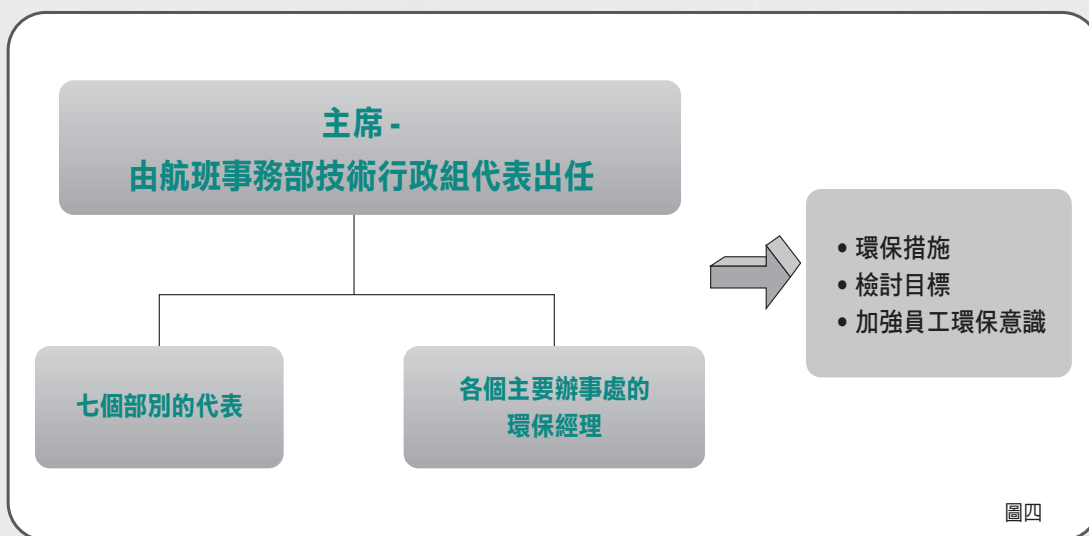 主席 -
由航班事務部技術行政組代表出任
七個部別的代表
各個主要辦事處的
環保經理
• 環保措施
• 檢討目標
• 加強員工環保意識
圖四